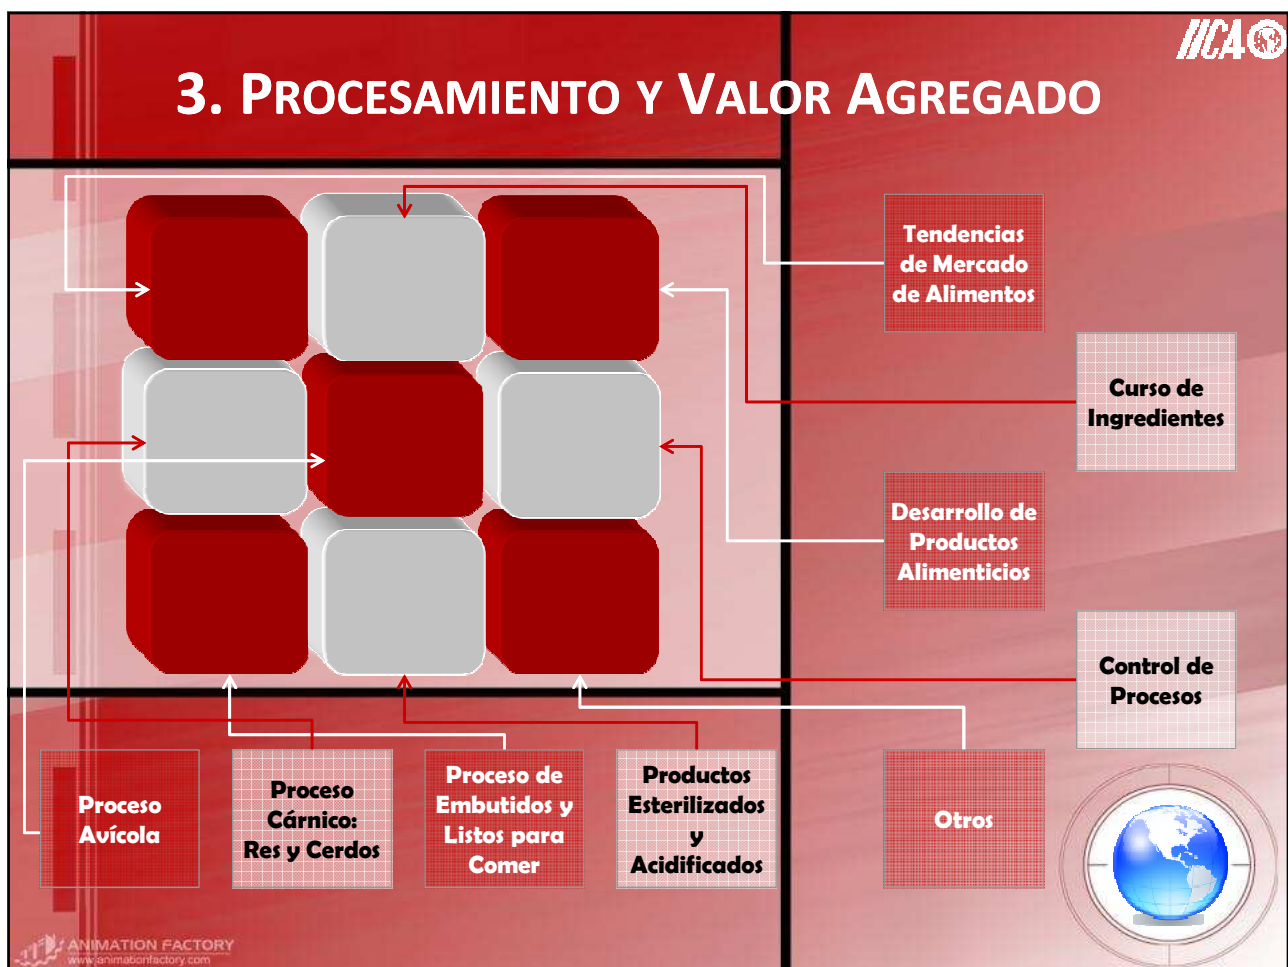 IICA
3. PROCESAMIENTO Y VALOR AGREGADO
Tendencias
de Mercado
de Alimentos
Curso de
Ingredientes
Desarrollo de
Productos
Alimenticios
Control de
Procesos
Proceso
Avícola
Proceso
Cárnico:
Res y Cerdos
Proceso de
Embutidos y
Listos para
Comer
Productos
Esterilizados
y
Acidificados
Otros
ANIMATION FACTORY
www.animationfactory.com